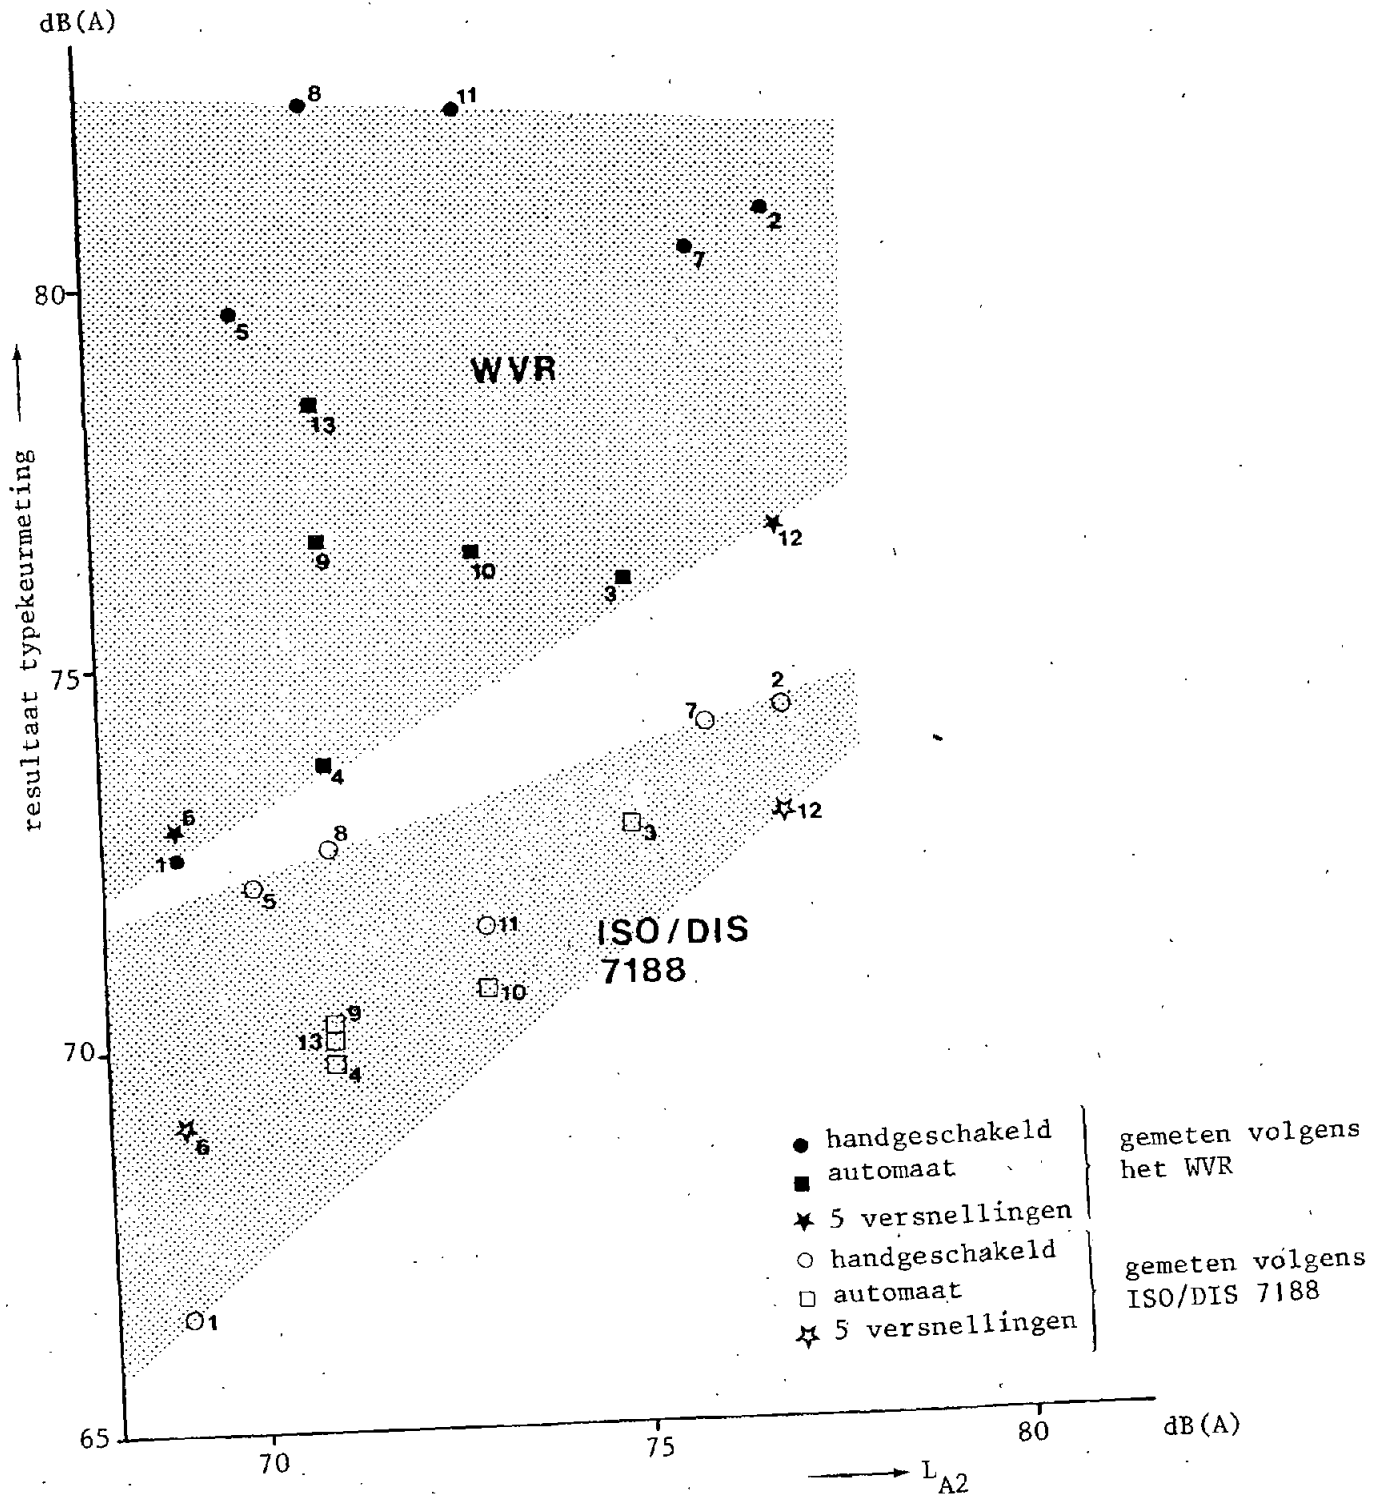 dB(A)
8
11
2
7
80
5
WVR
13
9
10
12
3
resultaat typekeurmeting
75
2
7
4
6
8
12
1
3
5
11
ISO/DIS
7188
10
9
70
13
4
6
handgeschakeld
automaat
gemeten volgens
het WVR
5 versnellingen
handgeschakeld
automaat
gemeten volgens
ISO/DIS 7188
5 versnellingen
1
65
70
75
80
dB(A)
LA2